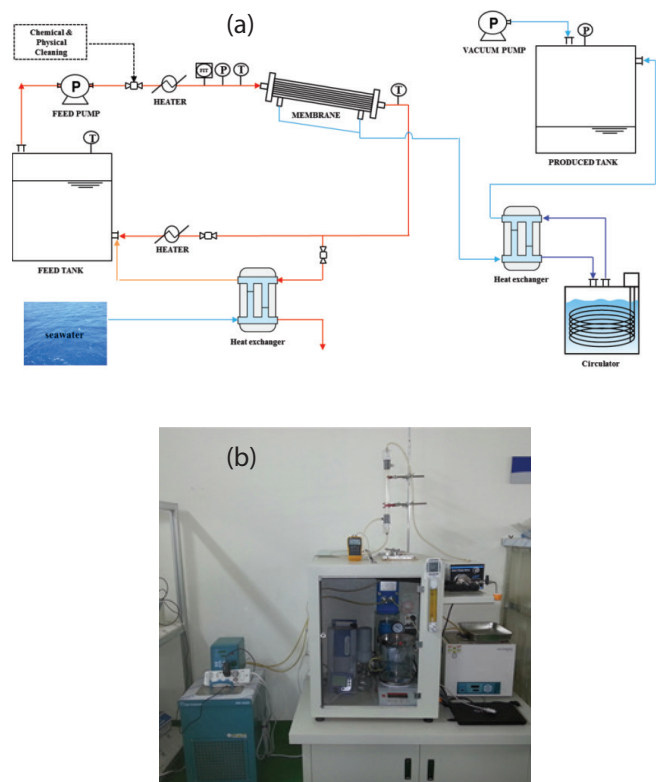 (a)
Chemical &
Physical
Cleaning
P
FEED PUMP
HEATER
FIT
P
T
MEMBRANE
T
P
VACUUM PUMP
P
PRODUCED TANK
T
FEED TANK
HEATER
seawater
Heat exchanger
Heat exchanger
Circulator
(b)